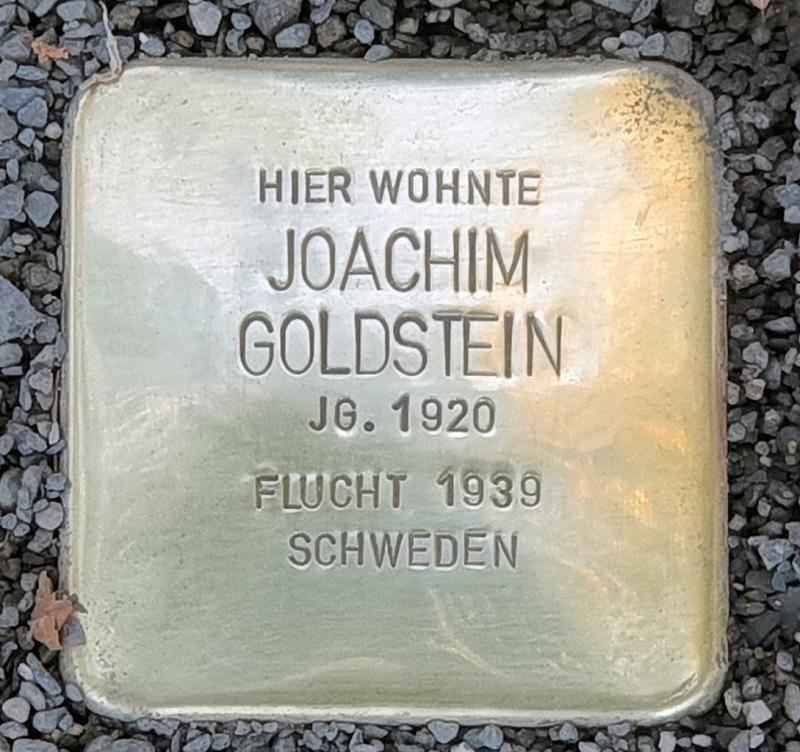 HIER WOHNTE
JOACHIM
GOLDSTEIN
JG. 1920
FLUCHT 1939
SCHWEDEN